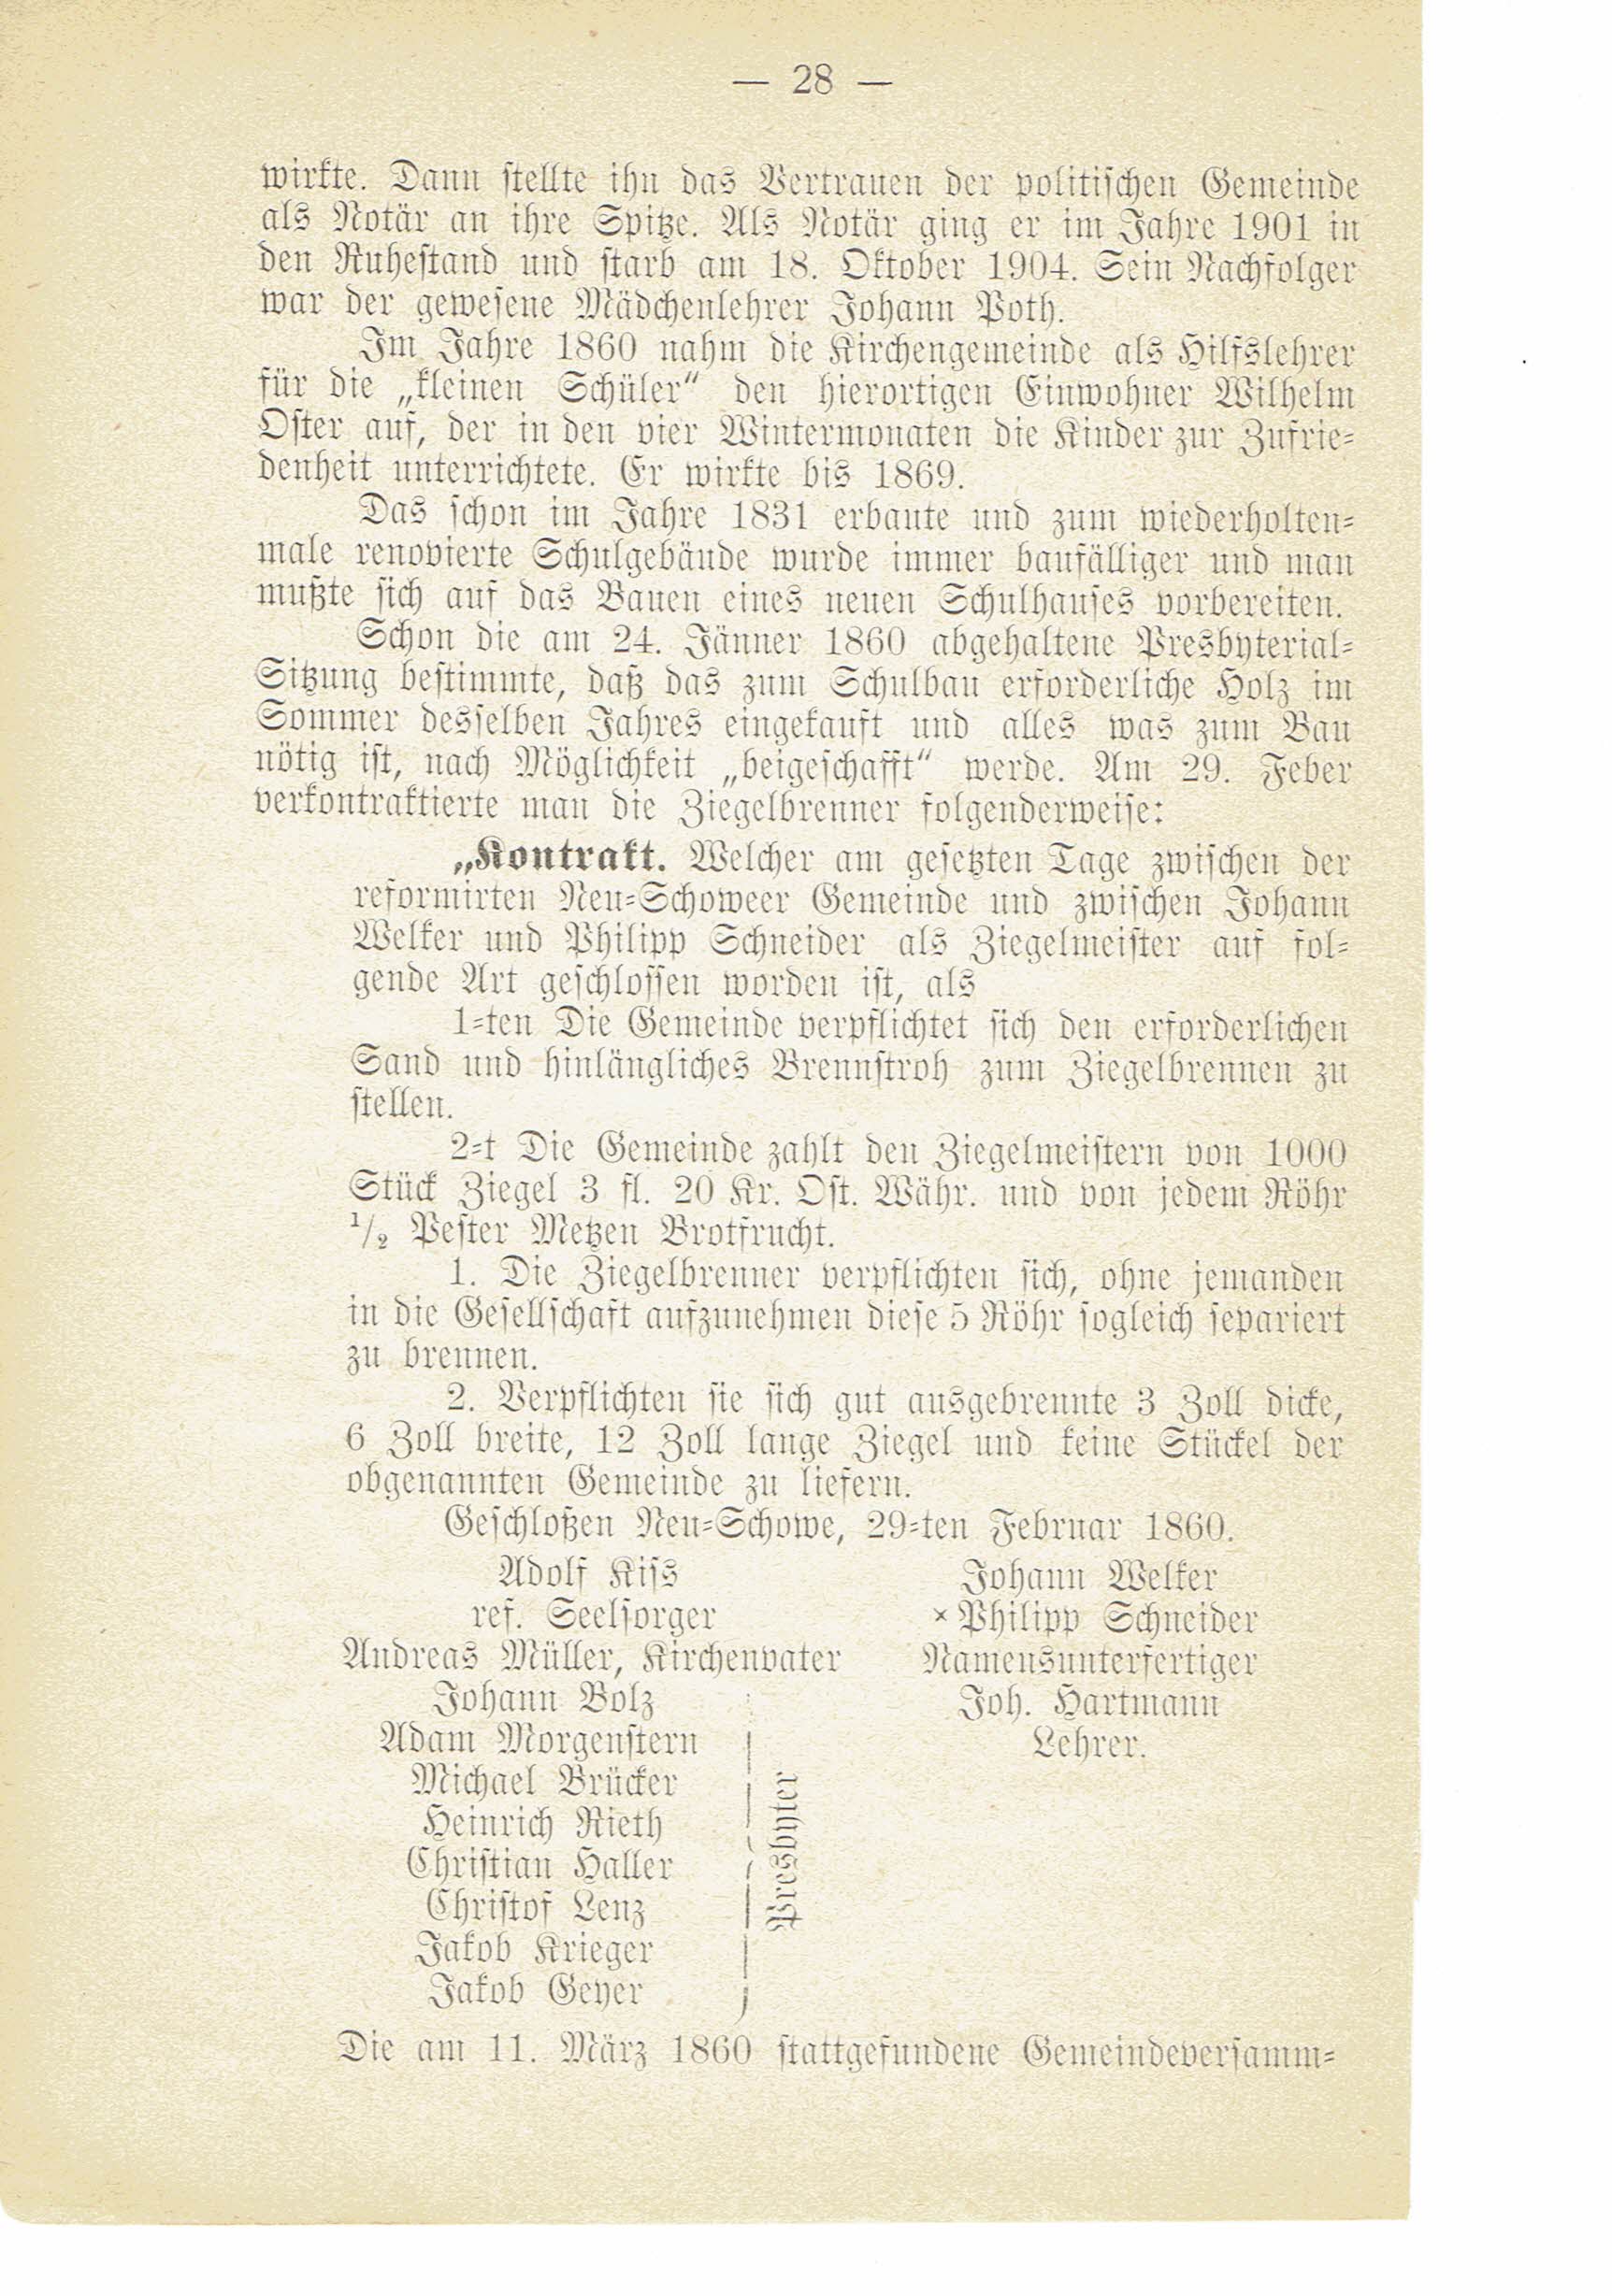 — 28 —
wirkte. Dann stellte ihn das Vertrauen der politischen Gemeinde
als Notär an ihre Spitze. Als Notär ging er im Jahre 1901 in
den Ruhestand und starb am 18. Oktober 1904. Sein Nachfolger
war der gewesene Mädchenlehrer Johann Poth.
Im Jahre 1860 nahm die Kirchengemeinde als Hilfslehrer
für die „kleinen Schüler“ den hierortigen Einwohner Wilhelm
Oster auf, der in den vier Wintermonaten die Kinder zur Zufrie-
denheit unterrichtete. Er wirkte bis 1869.
Das schon im Jahre 1831 erbaute und zum wiederholten-
male renovierte Schulgebäude wurde immer baufälliger und man
mußte sich auf das Bauen eines neuen Schulhauses vorbereiten.
Schon die am 24. Jänner 1860 abgehaltene Presbyterial-
Sitzung bestimmte, daß das zum Schulbau erforderliche Holz im
Sommer desselben Jahres eingekauft und alles was zum Bau
nötig ist, nach Möglichkeit „beigeschafft“ werde. Am 29. Feber
verkontraktierte man die Ziegelbrenner folgenderweise:
„Kontrakt. Welcher am gesetzten Tage zwischen der
reformirten Neu-Schoweer Gemeinde und zwischen Johann
Welker und Philipp Schneider als Ziegelmeister auf fol-
gende Art geschlossen worden ist, als
1-ten Die Gemeinde verpflichtet sich den erforderlichen
Sand und hinlängliches Brennstroh zum Ziegelbrennen zu
stellen.
2-t Die Gemeinde zahlt den Ziegelmeistern von 1000
Stück Ziegel 3 fl. 20 Kr. Öst. Währ. und von jedem Röhr
1/2 Pester Metzen Brotfrucht.
1. Die Ziegelbrenner verpflichten sich, ohne jemanden
in die Gesellschaft aufzunehmen diese 5 Röhr sogleich separiert
zu brennen.
2. Verpflichten sie sich gut ausgebrennte 3 Zoll dicke,
6 Zoll breite, 12 Zoll lange Ziegel und keine Stückel der
obgenannten Gemeinde zu liefern.
Geschloßen Neu-Schowe, 29-ten Februar 1860.
Adolf Kiss
ref. Seelsorger
Andreas Müller, Kirchenvater
Johann Bolz
Adam Morgenstern
Michael Brücker
Heinrich Rieth
Christian Haller
Christof Lenz
Jakob Krieger
Jakob Geyer
Presbyter
Johann Welker
× Philipp Schneider
Namensunterfertiger
Joh. Hartmann
Lehrer.
Die am 11. März 1860 stattgefundene Gemeindeversamm-